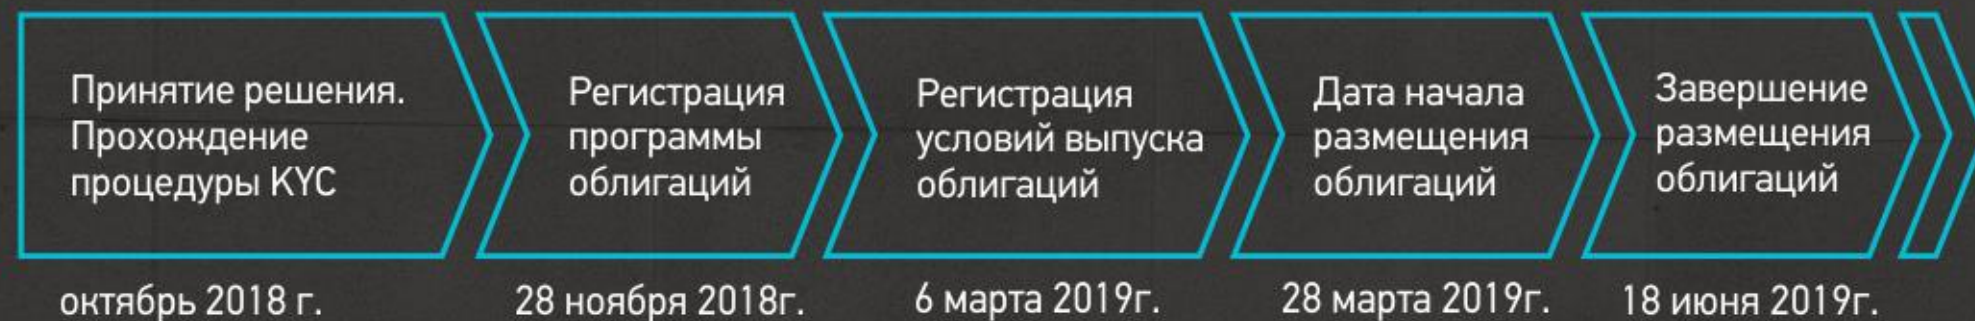 Принятие решения.
Прохождение
процедуры KYC
октябрь 2018 г.
Регистрация
программы
облигаций
28 ноября 2018г.
Регистрация
условий выпуска
облигаций
6 марта 2019г.
Дата начала
размещения
облигаций
28 марта 2019г.
Завершение
размещения
облигаций
18 июня 2019г.